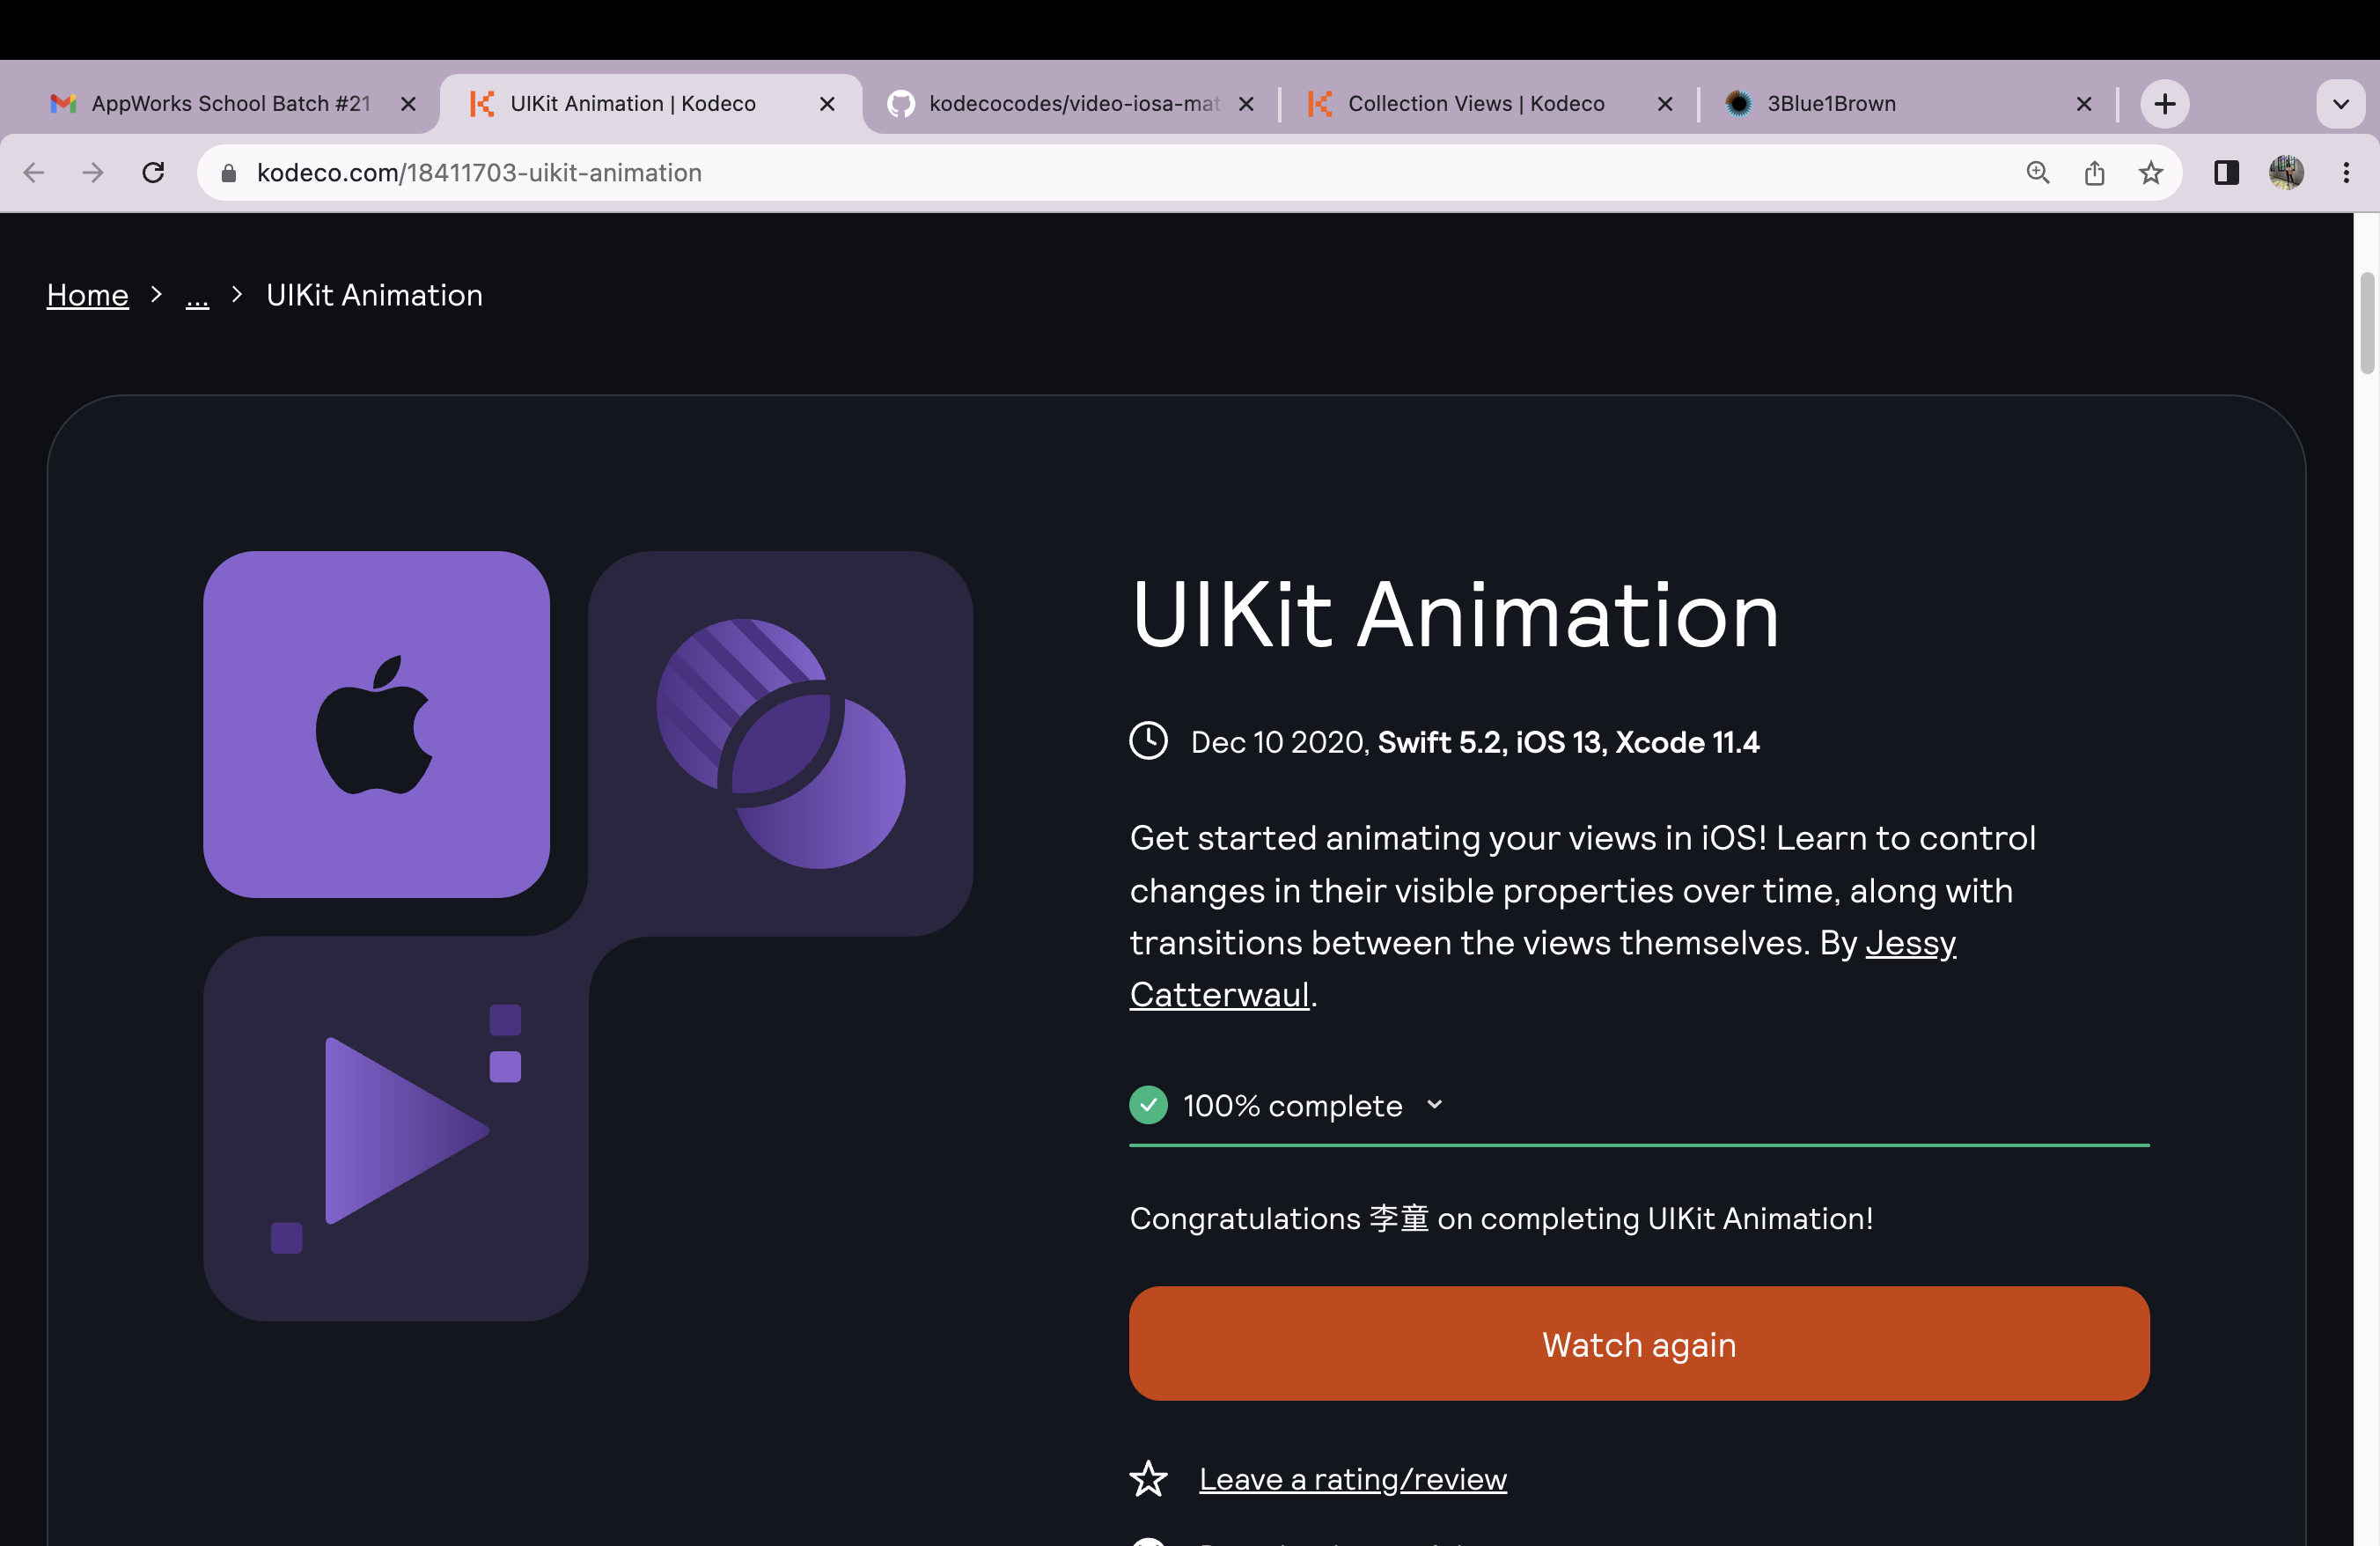 AppWorks School Batch #21
UIKit Animation | Kodeco
kodecocodes/video-iosa-mat
Collection Views | Kodeco
3Blue1Brown
kodeco.com/18411703-uikit-animation
Home > ... > UIKit Animation
UIKit Animation
Dec 10 2020, Swift 5.2, iOS 13, Xcode 11.4
Get started animating your views in iOS! Learn to control
changes in their visible properties over time, along with
transitions between the views themselves. By Jessy
Catterwaul.
100% complete
Congratulations 李童 on completing UIKit Animation!
Watch again
Leave a rating/review